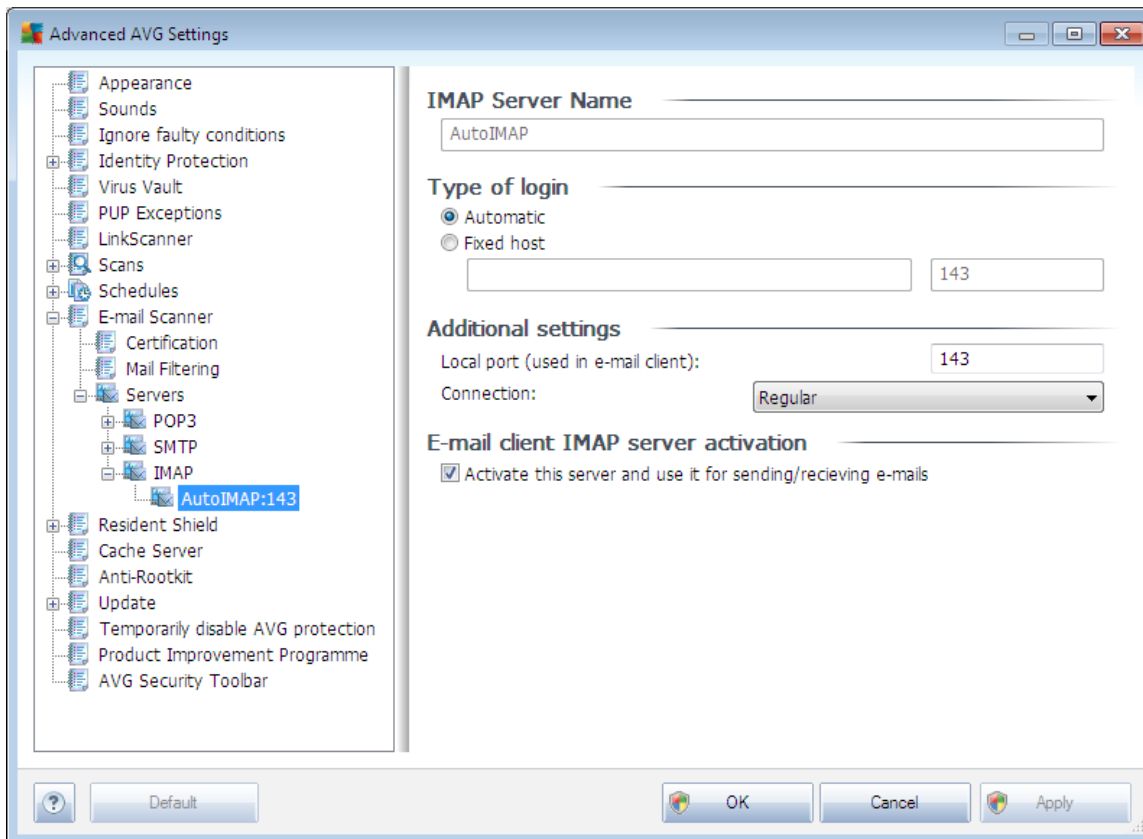 Advanced AVG Settings
Appearance
Sounds
Ignore faulty conditions
Identity Protection
Virus Vault
PUP Exceptions
LinkScanner
Scans
Schedules
E-mail Scanner
Certification
Mail Filtering
Servers
POP3
SMTP
IMAP
AutoIMAP:143
Resident Shield
Cache Server
Anti-Rootkit
Update
Temporarily disable AVG protection
Product Improvement Programme
AVG Security Toolbar
IMAP Server Name
AutoIMAP
Type of login
Automatic
Fixed host
143
Additional settings
Local port (used in e-mail client): 143
Connection: Regular
E-mail client IMAP server activation
Activate this server and use it for sending/recieving e-mails
? Default OK Cancel Apply